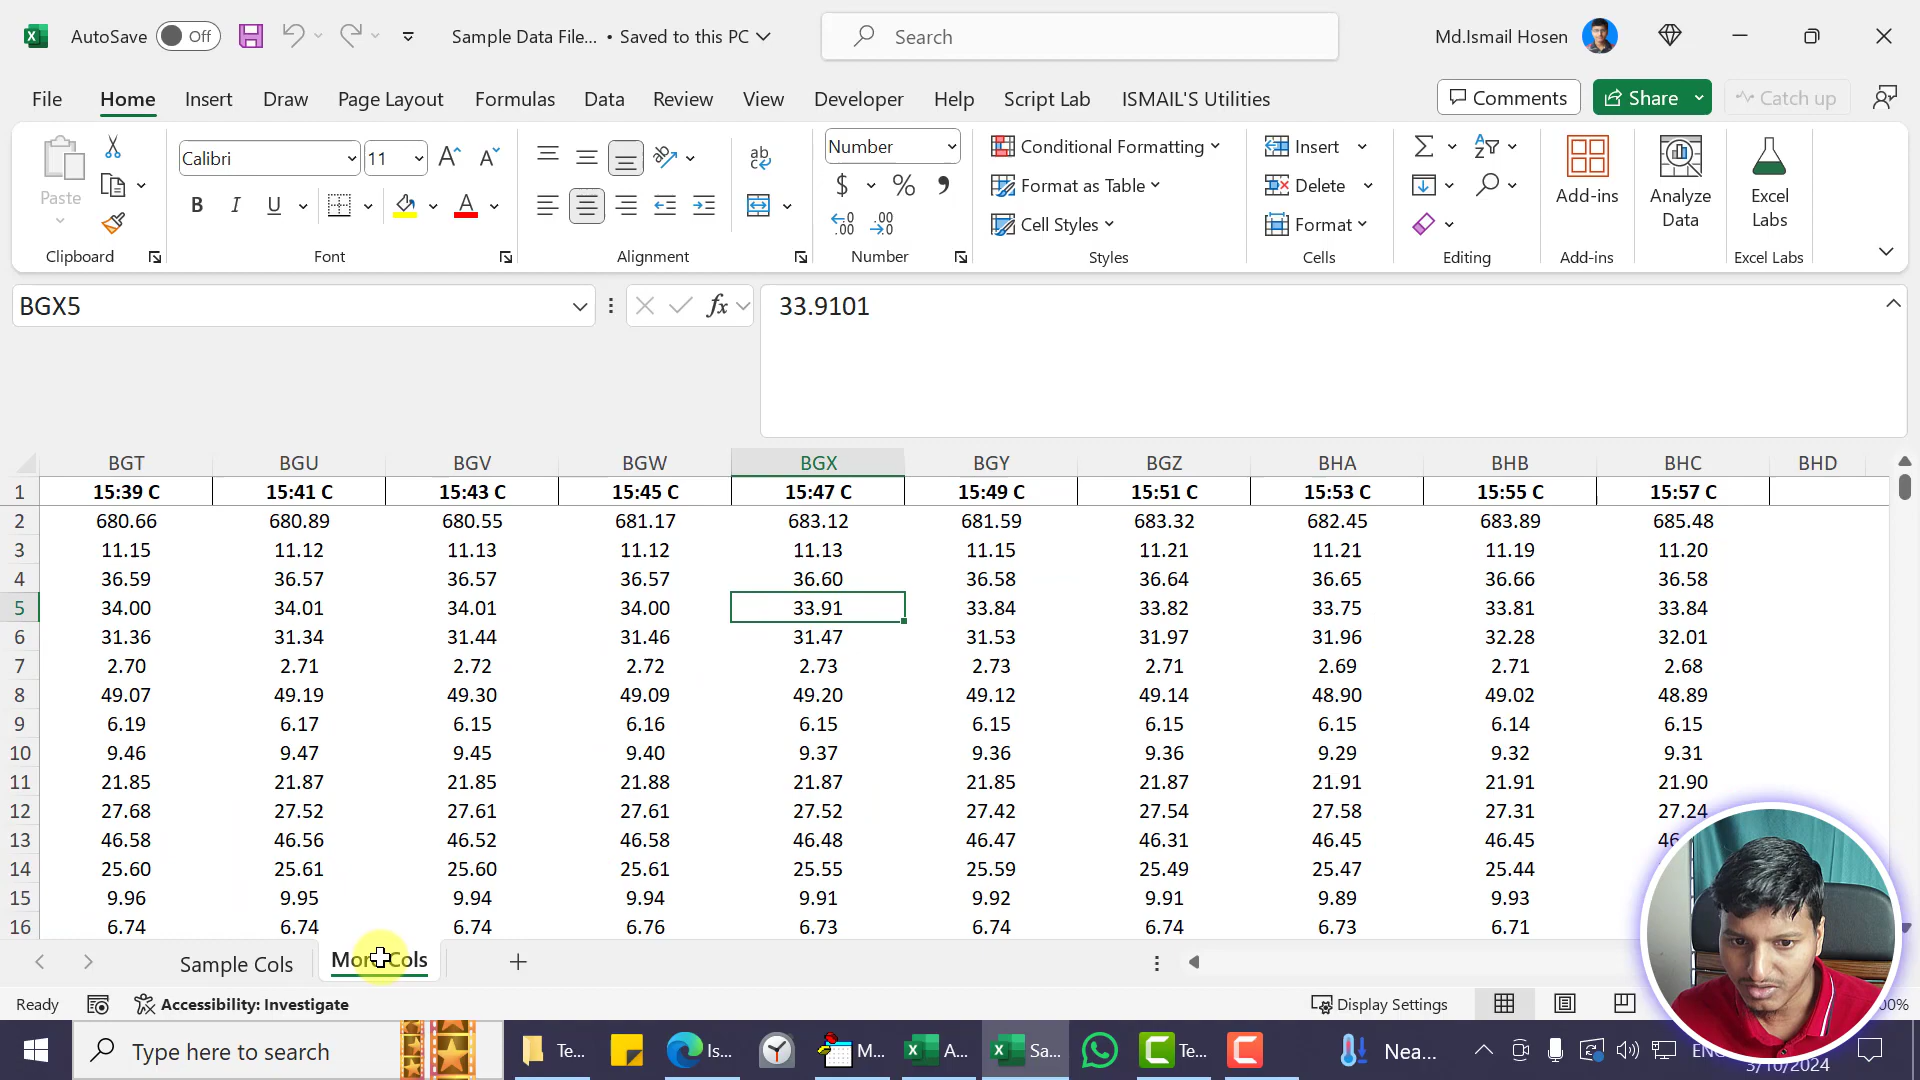 AutoSave Off Sample Data File... • Saved to this PC Search Md.Ismail Hosen
File Home Insert Draw Page Layout Formulas Data Review View Developer Help Script Lab ISMAIL'S Utilities Comments Share Catch up
Paste Calibri 11 Number Conditional Formatting Insert
Format as Table Delete
Cell Styles Format
B I U A $ % Add-ins Analyze Data Excel Labs
Clipboard Font Alignment Number Styles Cells Editing Add-ins Excel Labs
BGX5 fx 33.9101
BGT BGU BGV BGW BGX BGY BGZ BHA BHB BHC BHD
1 15:39 C 15:41 C 15:43 C 15:45 C 15:47 C 15:49 C 15:51 C 15:53 C 15:55 C 15:57 C
2 680.66 680.89 680.55 681.17 683.12 681.59 683.32 682.45 683.89 685.48
3 11.15 11.12 11.13 11.12 11.13 11.15 11.21 11.21 11.19 11.20
4 36.59 36.57 36.57 36.57 36.60 36.58 36.64 36.65 36.66 36.58
5 34.00 34.01 34.01 34.00 33.91 33.84 33.82 33.75 33.81 33.84
6 31.36 31.34 31.44 31.46 31.47 31.53 31.97 31.96 32.28 32.01
7 2.70 2.71 2.72 2.72 2.73 2.73 2.71 2.69 2.71 2.68
8 49.07 49.19 49.30 49.09 49.20 49.12 49.14 48.90 49.02 48.89
9 6.19 6.17 6.15 6.16 6.15 6.15 6.15 6.15 6.14 6.15
10 9.46 9.47 9.45 9.40 9.37 9.36 9.36 9.29 9.32 9.31
11 21.85 21.87 21.85 21.88 21.87 21.85 21.87 21.91 21.91 21.90
12 27.68 27.52 27.61 27.61 27.52 27.42 27.54 27.58 27.31 27.24
13 46.58 46.56 46.52 46.58 46.48 46.47 46.31 46.45 46.45
14 25.60 25.61 25.60 25.61 25.55 25.59 25.49 25.47 25.44
15 9.96 9.95 9.94 9.94 9.91 9.92 9.91 9.89 9.93
16 6.74 6.74 6.74 6.76 6.73 6.74 6.74 6.73 6.71
Sample Cols More Cols
Ready Accessibility: Investigate Display Settings
Type here to search Te... Is... M... A... Sa... Te... Nea...
3/10/2024